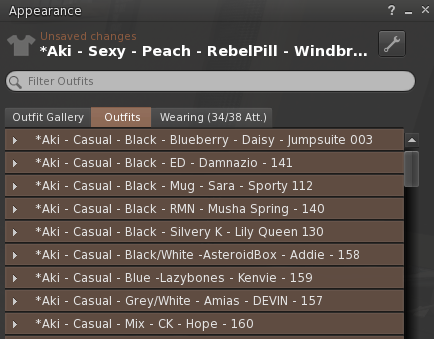 Appearance
Unsaved changes
*Aki - Sexy - Peach - RebelPill - Windbr...
Filter Outfits
Outfit Gallery Outfits Wearing (34/38 Att.)
*Aki - Casual - Black - Blueberry - Daisy - Jumpsuite 003
*Aki - Casual - Black - ED - Damnazio - 141
*Aki - Casual - Black - Mug - Sara - Sporty 112
*Aki - Casual - Black - RMN - Musha Spring - 140
*Aki - Casual - Black - Silvery K - Lily Queen 130
*Aki - Casual - Black/White -AsteroidBox - Addie - 158
*Aki - Casual - Blue -Lazybones - Kenvie - 159
*Aki - Casual - Grey/White - Amias - DEVIN - 157
*Aki - Casual - Mix - CK - Hope - 160